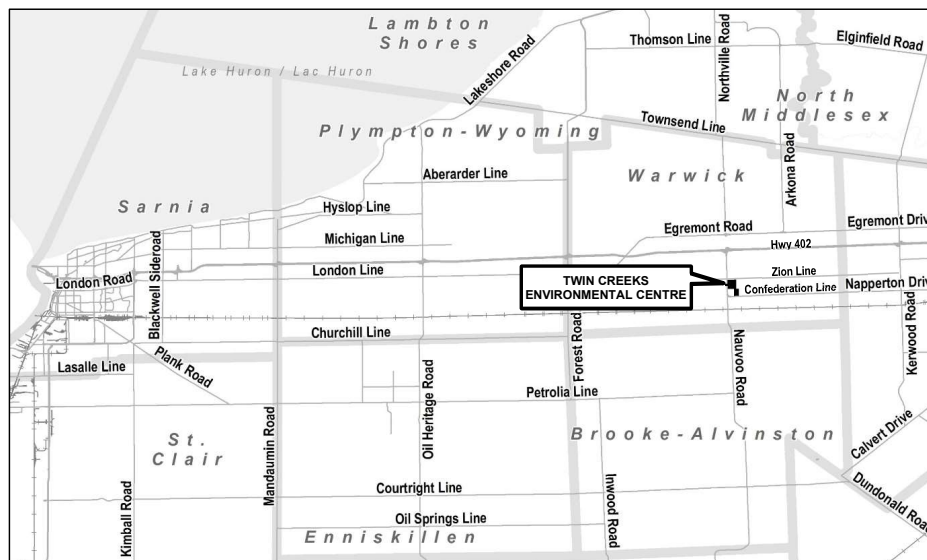 Lambton
Shores
Lake Huron / Lac Huron
Lakeshore Road
Thomson Line
Northville Road
Elginfield Road
North
Middlesex
Townsend Line
Plympton-Wyoming
Aberarder Line
Warwick
Arkona Road
Sarnia
Hyslop Line
Michigan Line
Egremont Road
Egremont Driv
Hwy 402
London Road
Blackwell Sideroad
London Line
TWIN CREEKS
ENVIRONMENTAL CENTRE
Zion Line
Confederation Line
Napperton Driv
Churchill Line
Forest Road
Nauvoo Road
Kerwood Road
Lasalle Line
Plank Road
Petrolia Line
Oil Heritage Road
Mandaumin Road
St.
Clair
Brooke-Alvinston
Calvert Drive
Courtright Line
Dundonald Road
Kimball Road
Oil Springs Line
Inwood Road
Enniskillen